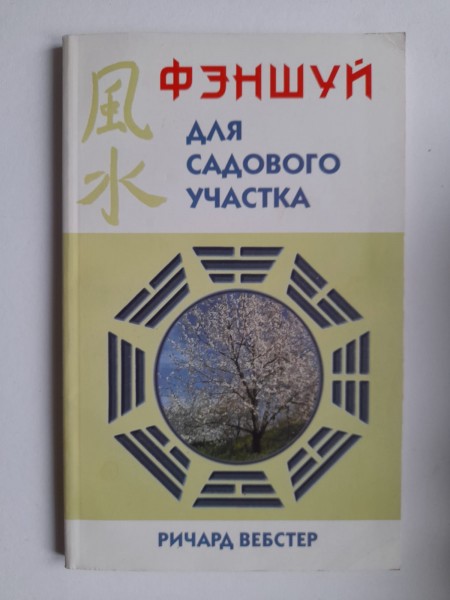 風水
ФЭНШУЙ
ДЛЯ
САДОВОГО
УЧАСТКА
РИЧАРД ВЕБСТЕР